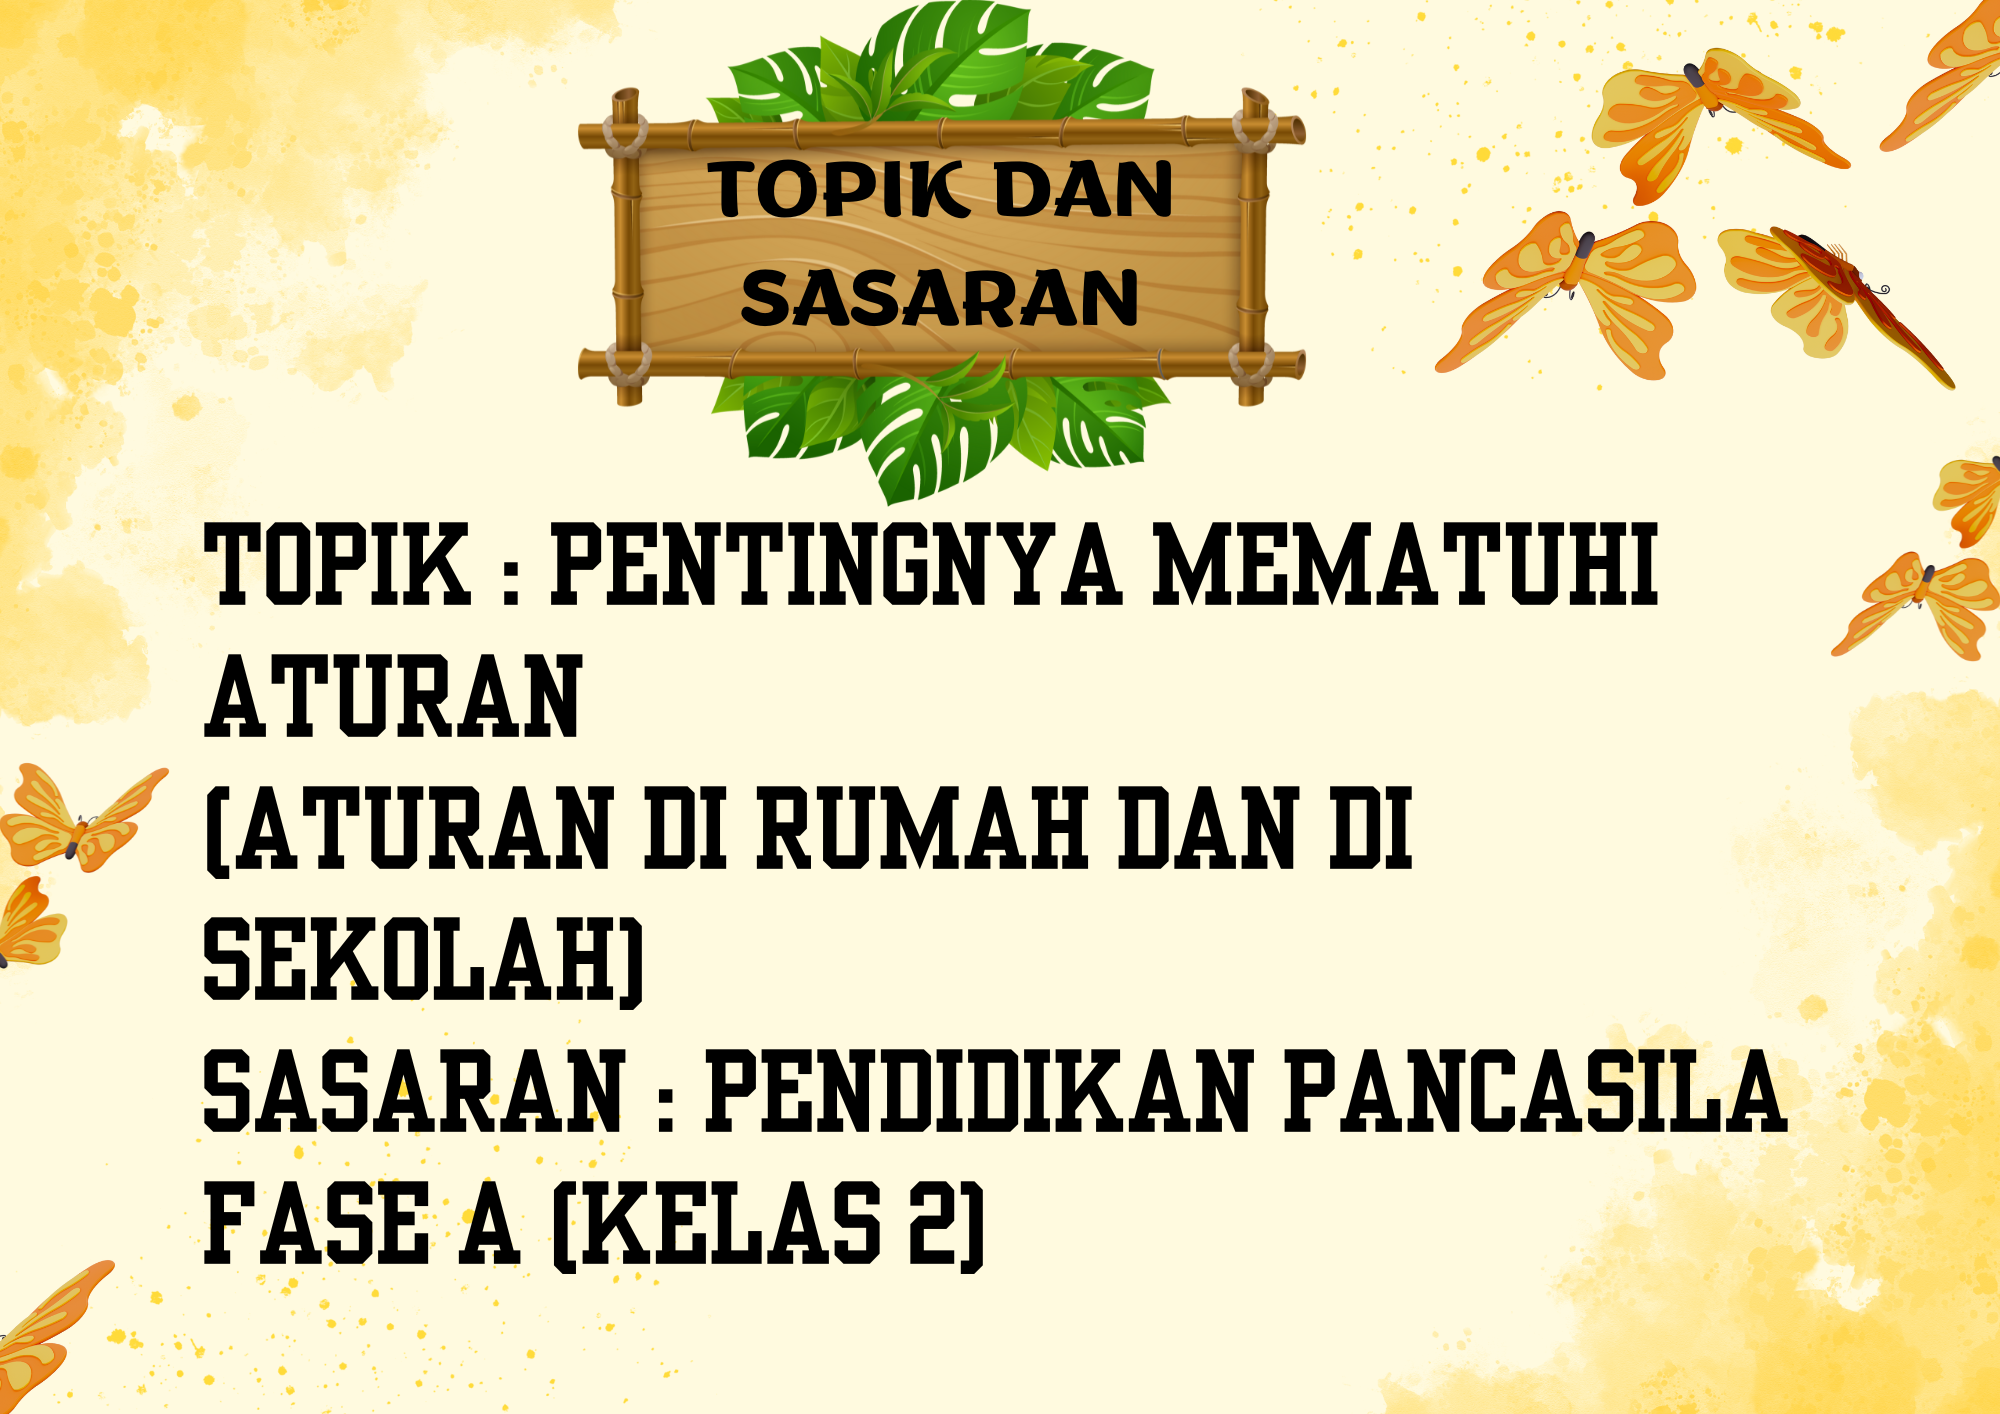 TOPIK DAN
SASARAN
TOPIK : PENTINGNYA MEMATUHI
ATURAN
(ATURAN DI RUMAH DAN DI
SEKOLAH)
SASARAN : PENDIDIKAN PANCASILA
FASE A (KELAS 2)